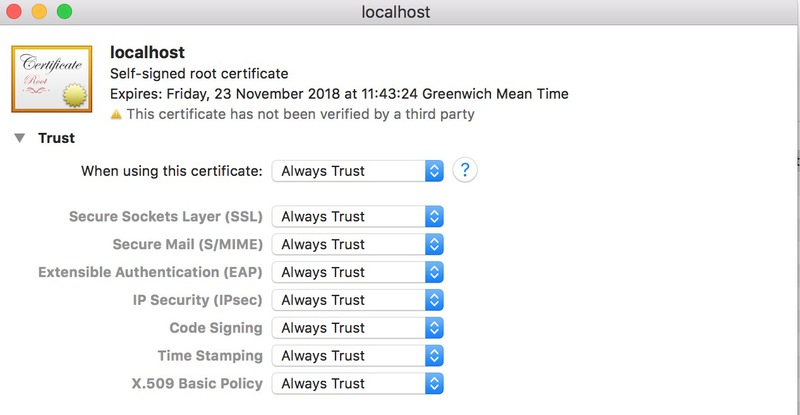 localhost
Certificate
Root
localhost
Self-signed root certificate
Expires: Friday, 23 November 2018 at 11:43:24 Greenwich Mean Time
This certificate has not been verified by a third party
Trust
When using this certificate: Always Trust ?
Secure Sockets Layer (SSL) Always Trust
Secure Mail (S/MIME) Always Trust
Extensible Authentication (EAP) Always Trust
IP Security (IPsec) Always Trust
Code Signing Always Trust
Time Stamping Always Trust
X.509 Basic Policy Always Trust